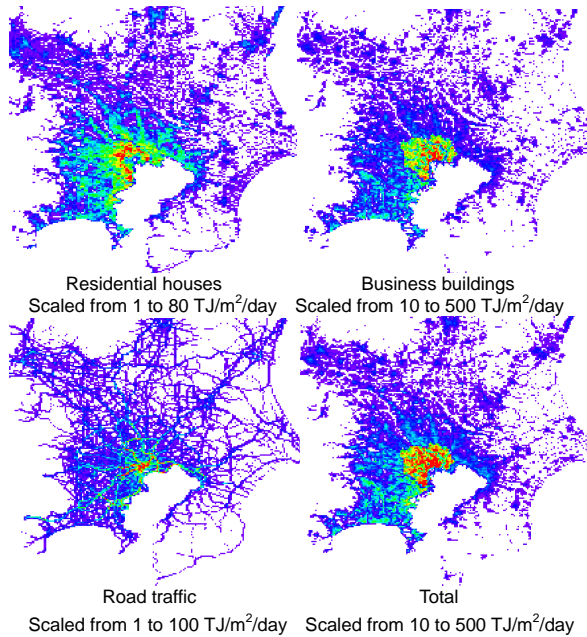 Residential houses
Scaled from 1 to 80 TJ/m²/day
Business buildings
Scaled from 10 to 500 TJ/m²/day
Road traffic
Scaled from 1 to 100 TJ/m²/day
Total
Scaled from 10 to 500 TJ/m²/day